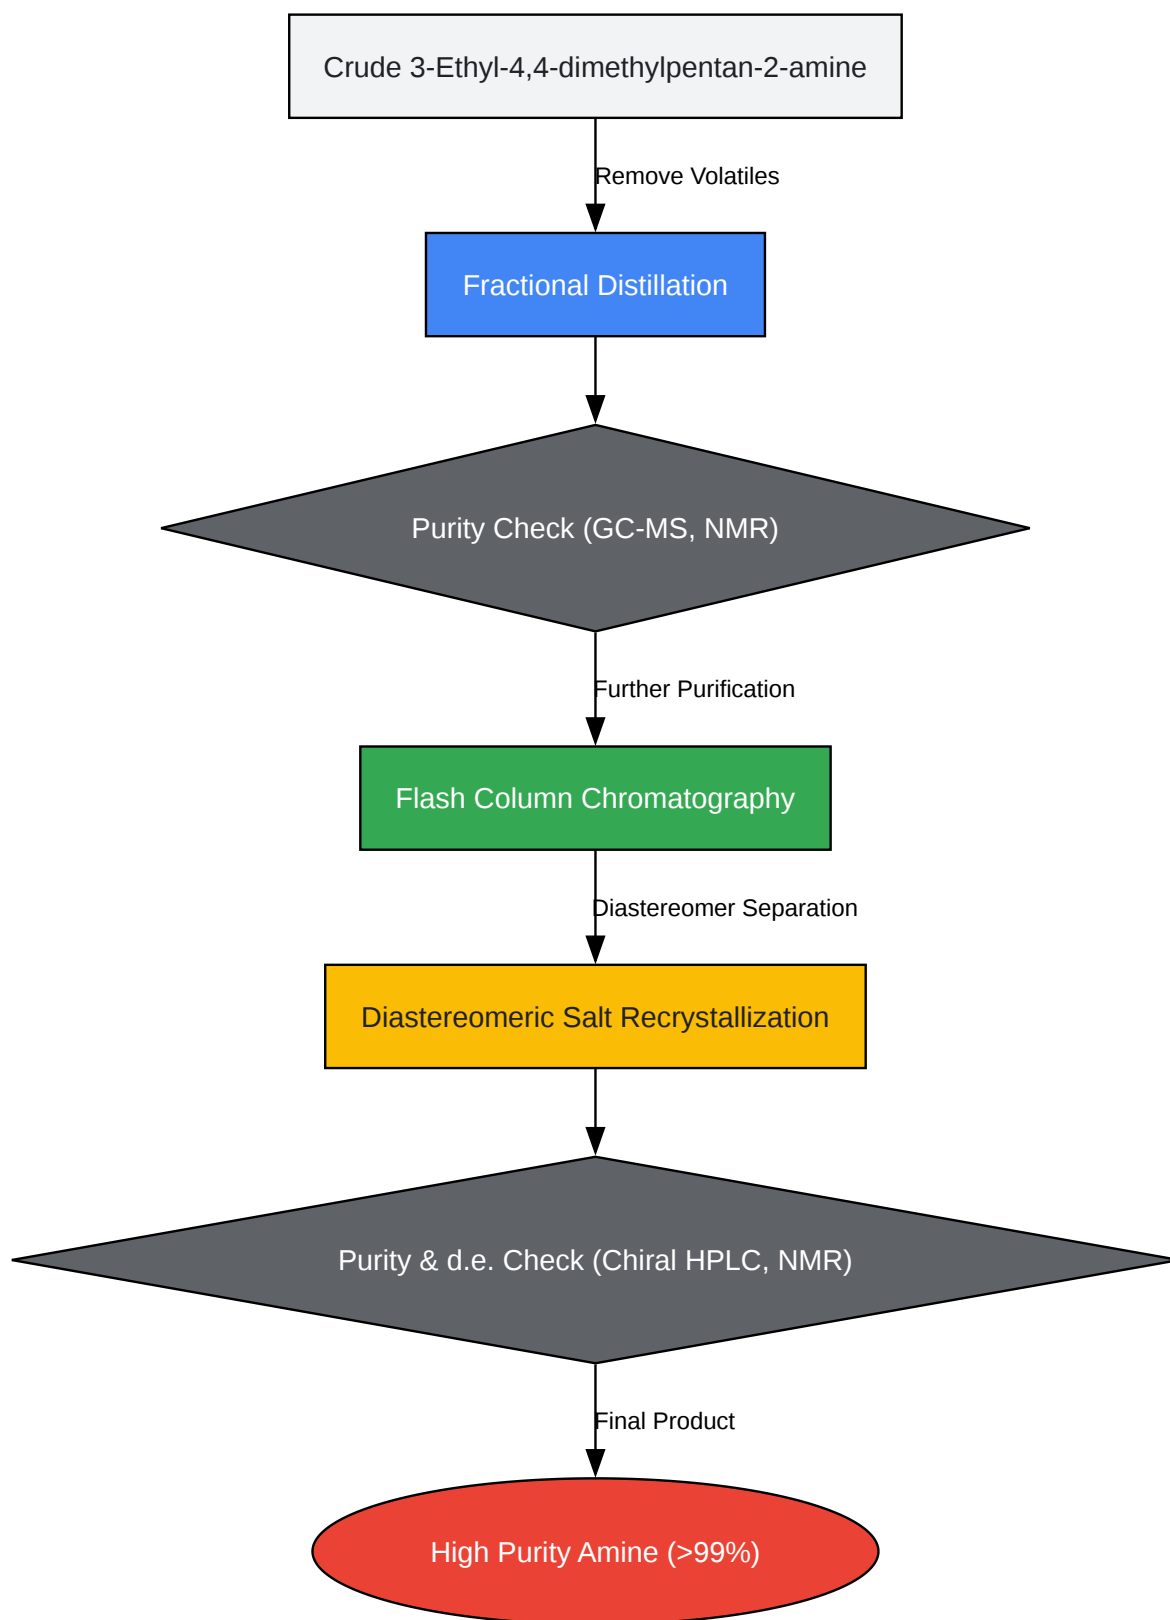 Crude 3-Ethyl-4,4-dimethylpentan-2-amine
Remove Volatiles
Fractional Distillation
Purity Check (GC-MS, NMR)
Further Purification
Flash Column Chromatography
Diastereomer Separation
Diastereomeric Salt Recrystallization
Purity & d.e. Check (Chiral HPLC, NMR)
Final Product
High Purity Amine (>99%)